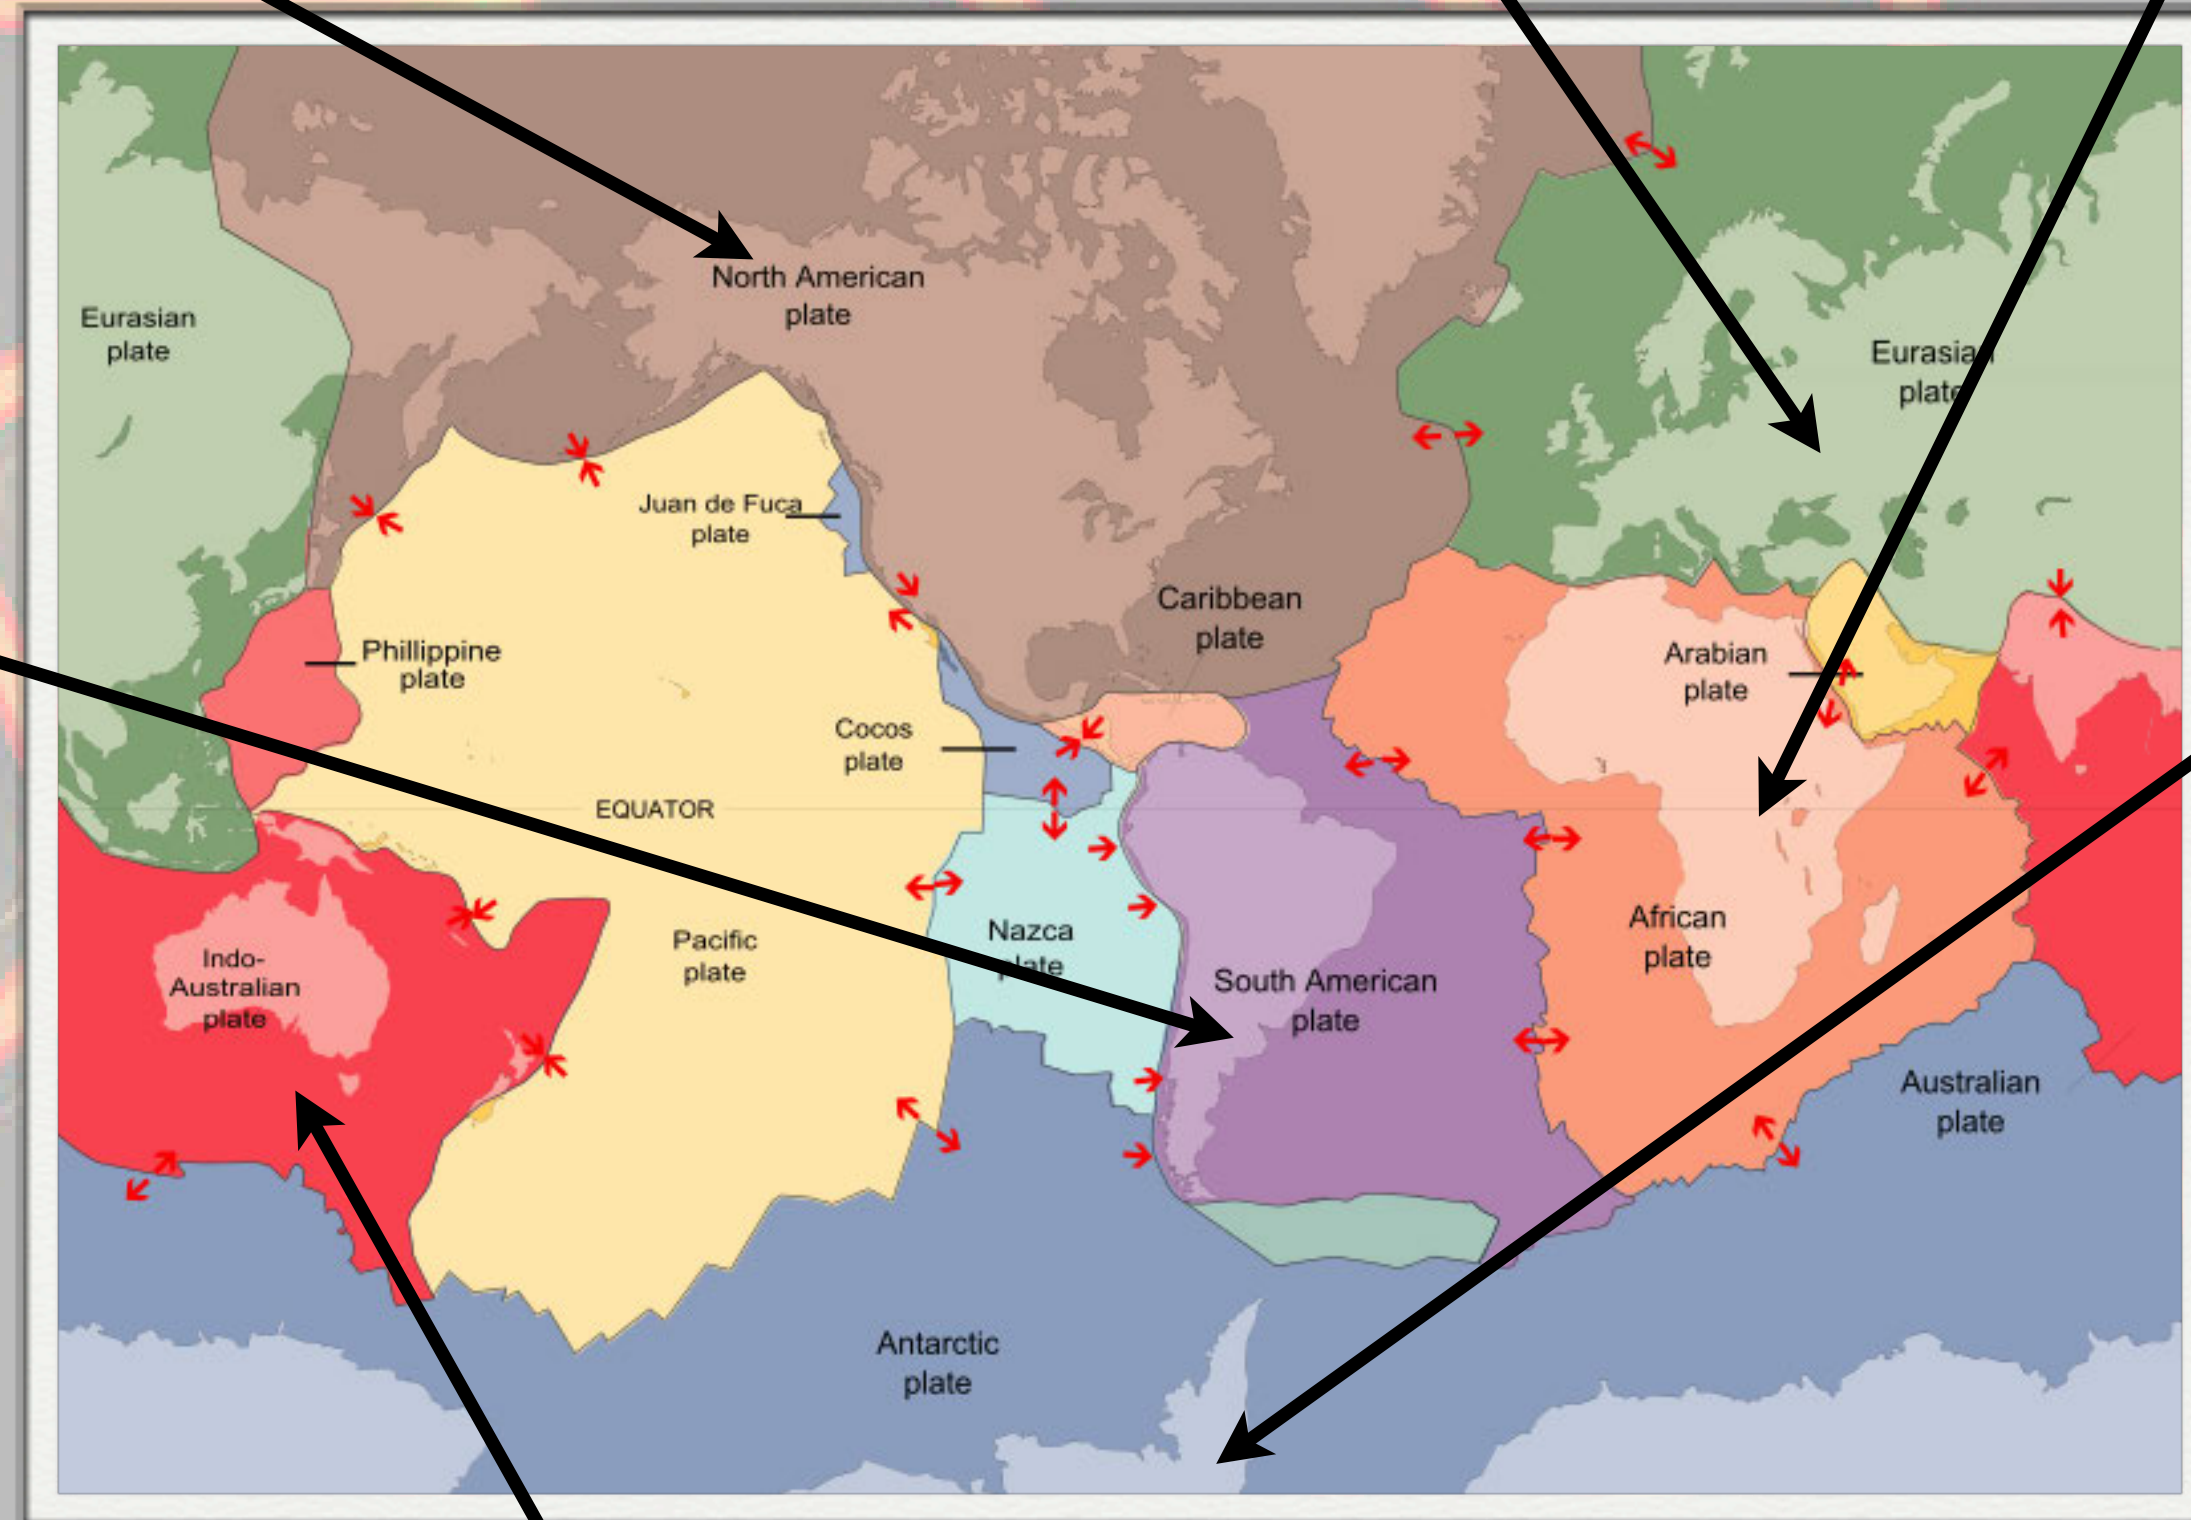 North American
plate
Eurasian
plate
Eurasian
plate
Juan de Fuca
plate
Caribbean
plate
Phillippine
plate
Arabian
plate
Cocos
plate
EQUATOR
African
plate
Nazca
plate
Pacific
plate
Indo-
Australian
plate
South American
plate
Australian
plate
Antarctic
plate